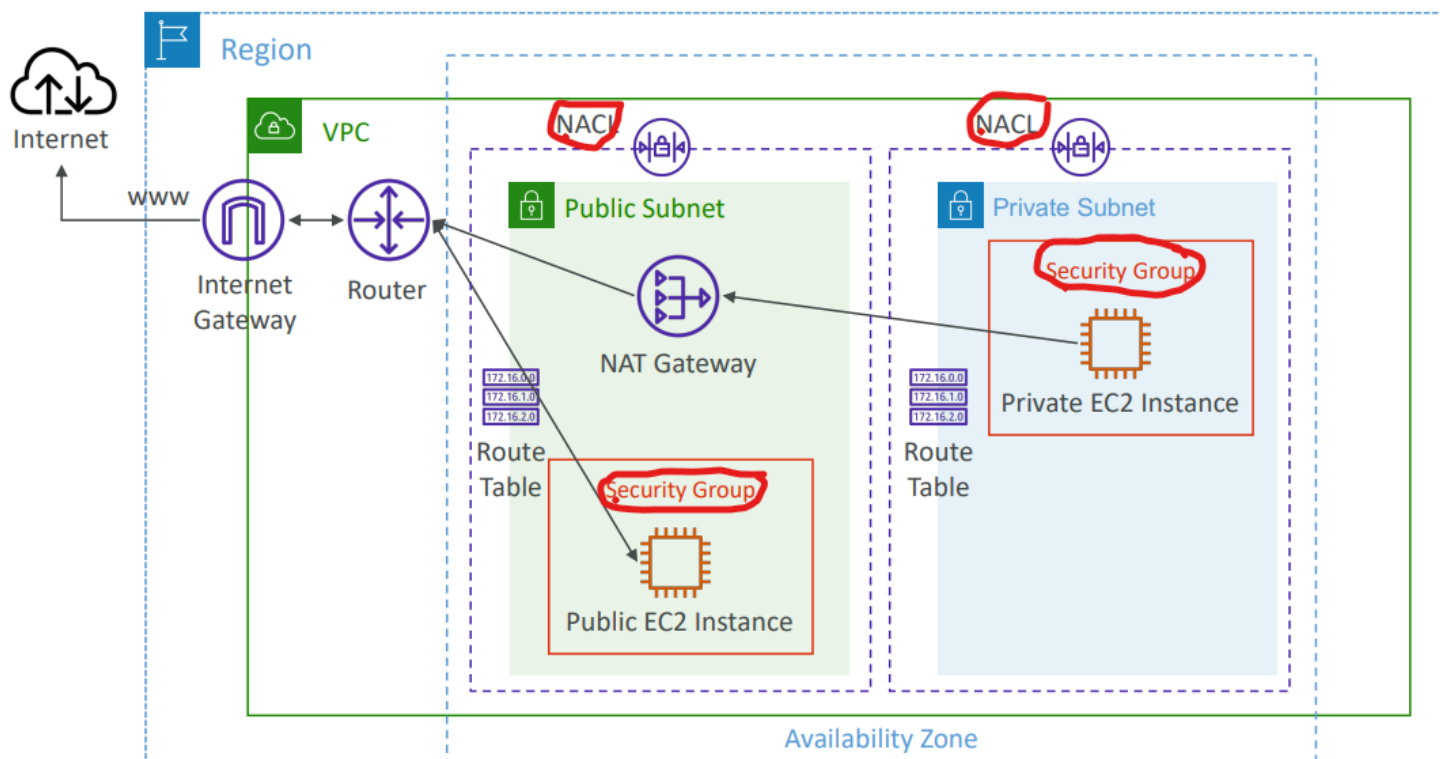 Region
Internet
VPC
NACL
NACL
www
Public Subnet
Private Subnet
Security Group
Internet
Gateway
Router
NAT Gateway
172.16.0.0
172.16.1.0
172.16.2.0
172.16.0.0
172.16.1.0
172.16.2.0
Private EC2 Instance
Route
Table
Route
Table
Security Group
Public EC2 Instance
Availability Zone